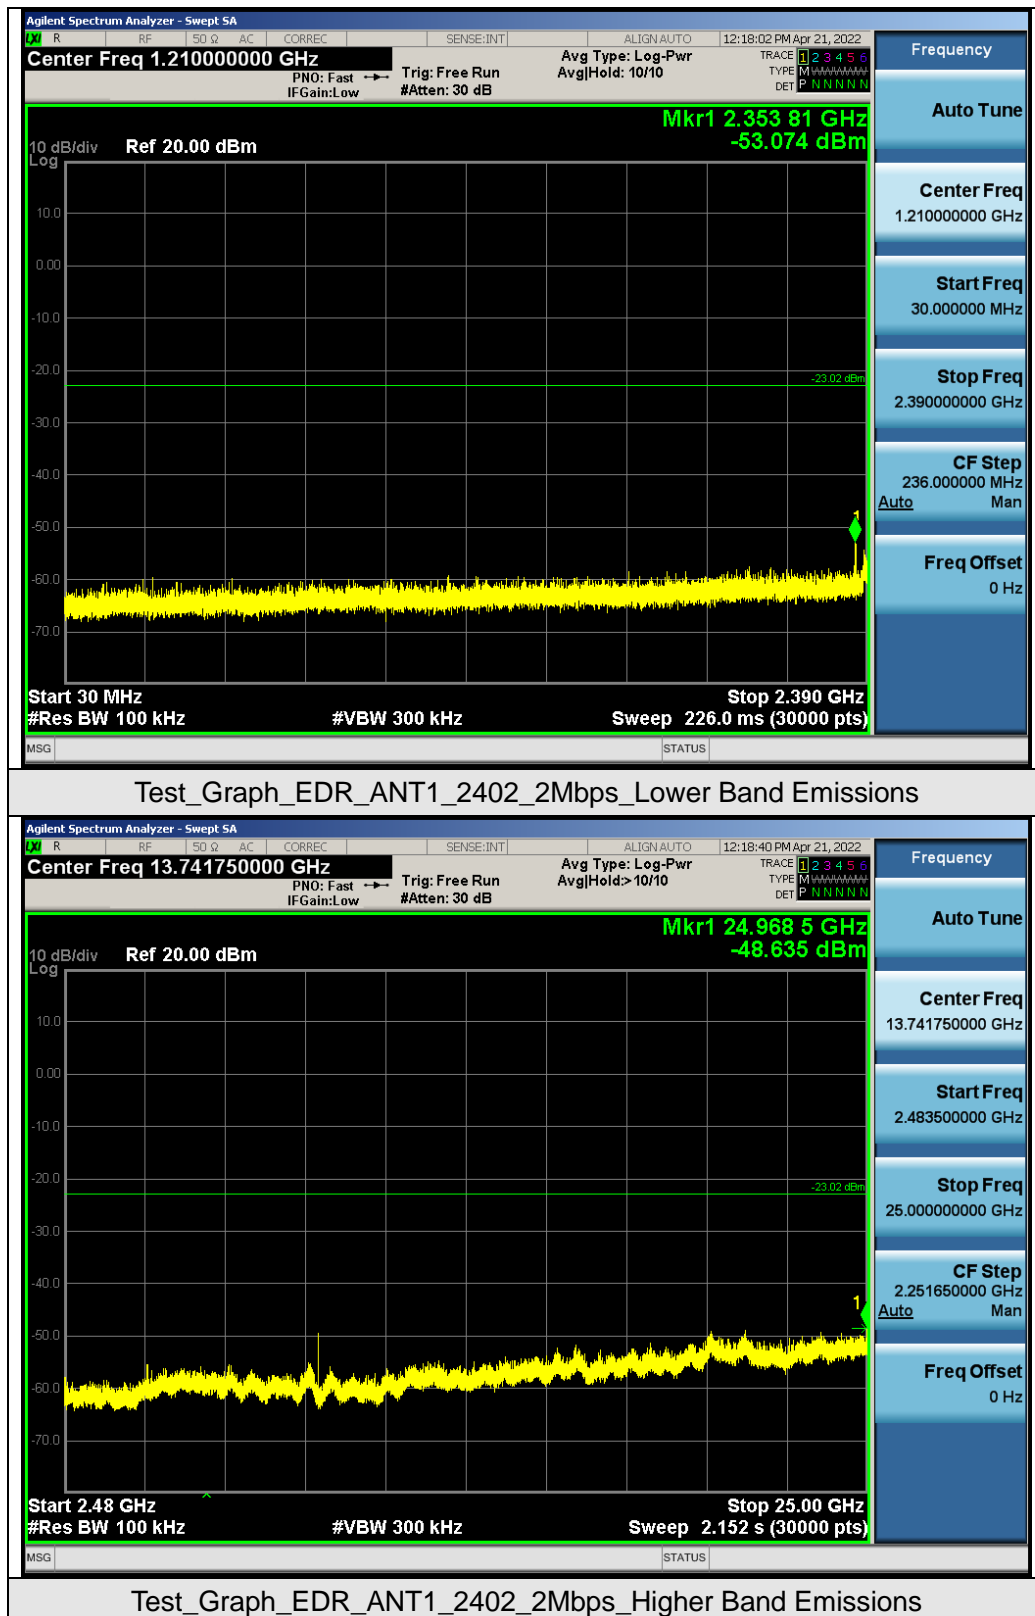 Agilent Spectrum Analyzer - Swept SA
LXI R RF 50 Ω AC CORREC SENSE:INT ALIGN AUTO 12:18:02 PM Apr 21, 2022
Center Freq 1.210000000 GHz
PNO: Fast
IFGain:Low
Trig: Free Run
#Atten: 30 dB
Avg Type: Log-Pwr
Avg|Hold: 10/10
TRACE 1 2 3 4 5 6
TYPE M WWWWW
DET P N N N N N
Mkr1 2.353 81 GHz
-53.074 dBm
10 dB/div Ref 20.00 dBm
Log
10.0
0.00
-10.0
-20.0
-23.02 dBm
-30.0
-40.0
-50.0
1
-60.0
-70.0
Start 30 MHz Stop 2.390 GHz
#Res BW 100 kHz #VBW 300 kHz Sweep 226.0 ms (30000 pts)
MSG STATUS
Frequency
Auto Tune
Center Freq
1.210000000 GHz
Start Freq
30.000000 MHz
Stop Freq
2.390000000 GHz
CF Step
236.000000 MHz
Auto Man
Freq Offset
0 Hz
Test_Graph_EDR_ANT1_2402_2Mbps_Lower Band Emissions
Agilent Spectrum Analyzer - Swept SA
LXI R RF 50 Ω AC CORREC SENSE:INT ALIGN AUTO 12:18:40 PM Apr 21, 2022
Center Freq 13.741750000 GHz
PNO: Fast
IFGain:Low
Trig: Free Run
#Atten: 30 dB
Avg Type: Log-Pwr
Avg|Hold:> 10/10
TRACE 1 2 3 4 5 6
TYPE M WWWWW
DET P N N N N N
Mkr1 24.968 5 GHz
-48.635 dBm
10 dB/div Ref 20.00 dBm
Log
10.0
0.00
-10.0
-20.0
-23.02 dBm
-30.0
-40.0
1
-50.0
-60.0
-70.0
Start 2.48 GHz Stop 25.00 GHz
#Res BW 100 kHz #VBW 300 kHz Sweep 2.152 s (30000 pts)
MSG STATUS
Frequency
Auto Tune
Center Freq
13.741750000 GHz
Start Freq
2.483500000 GHz
Stop Freq
25.000000000 GHz
CF Step
2.251650000 GHz
Auto Man
Freq Offset
0 Hz
Test_Graph_EDR_ANT1_2402_2Mbps_Higher Band Emissions